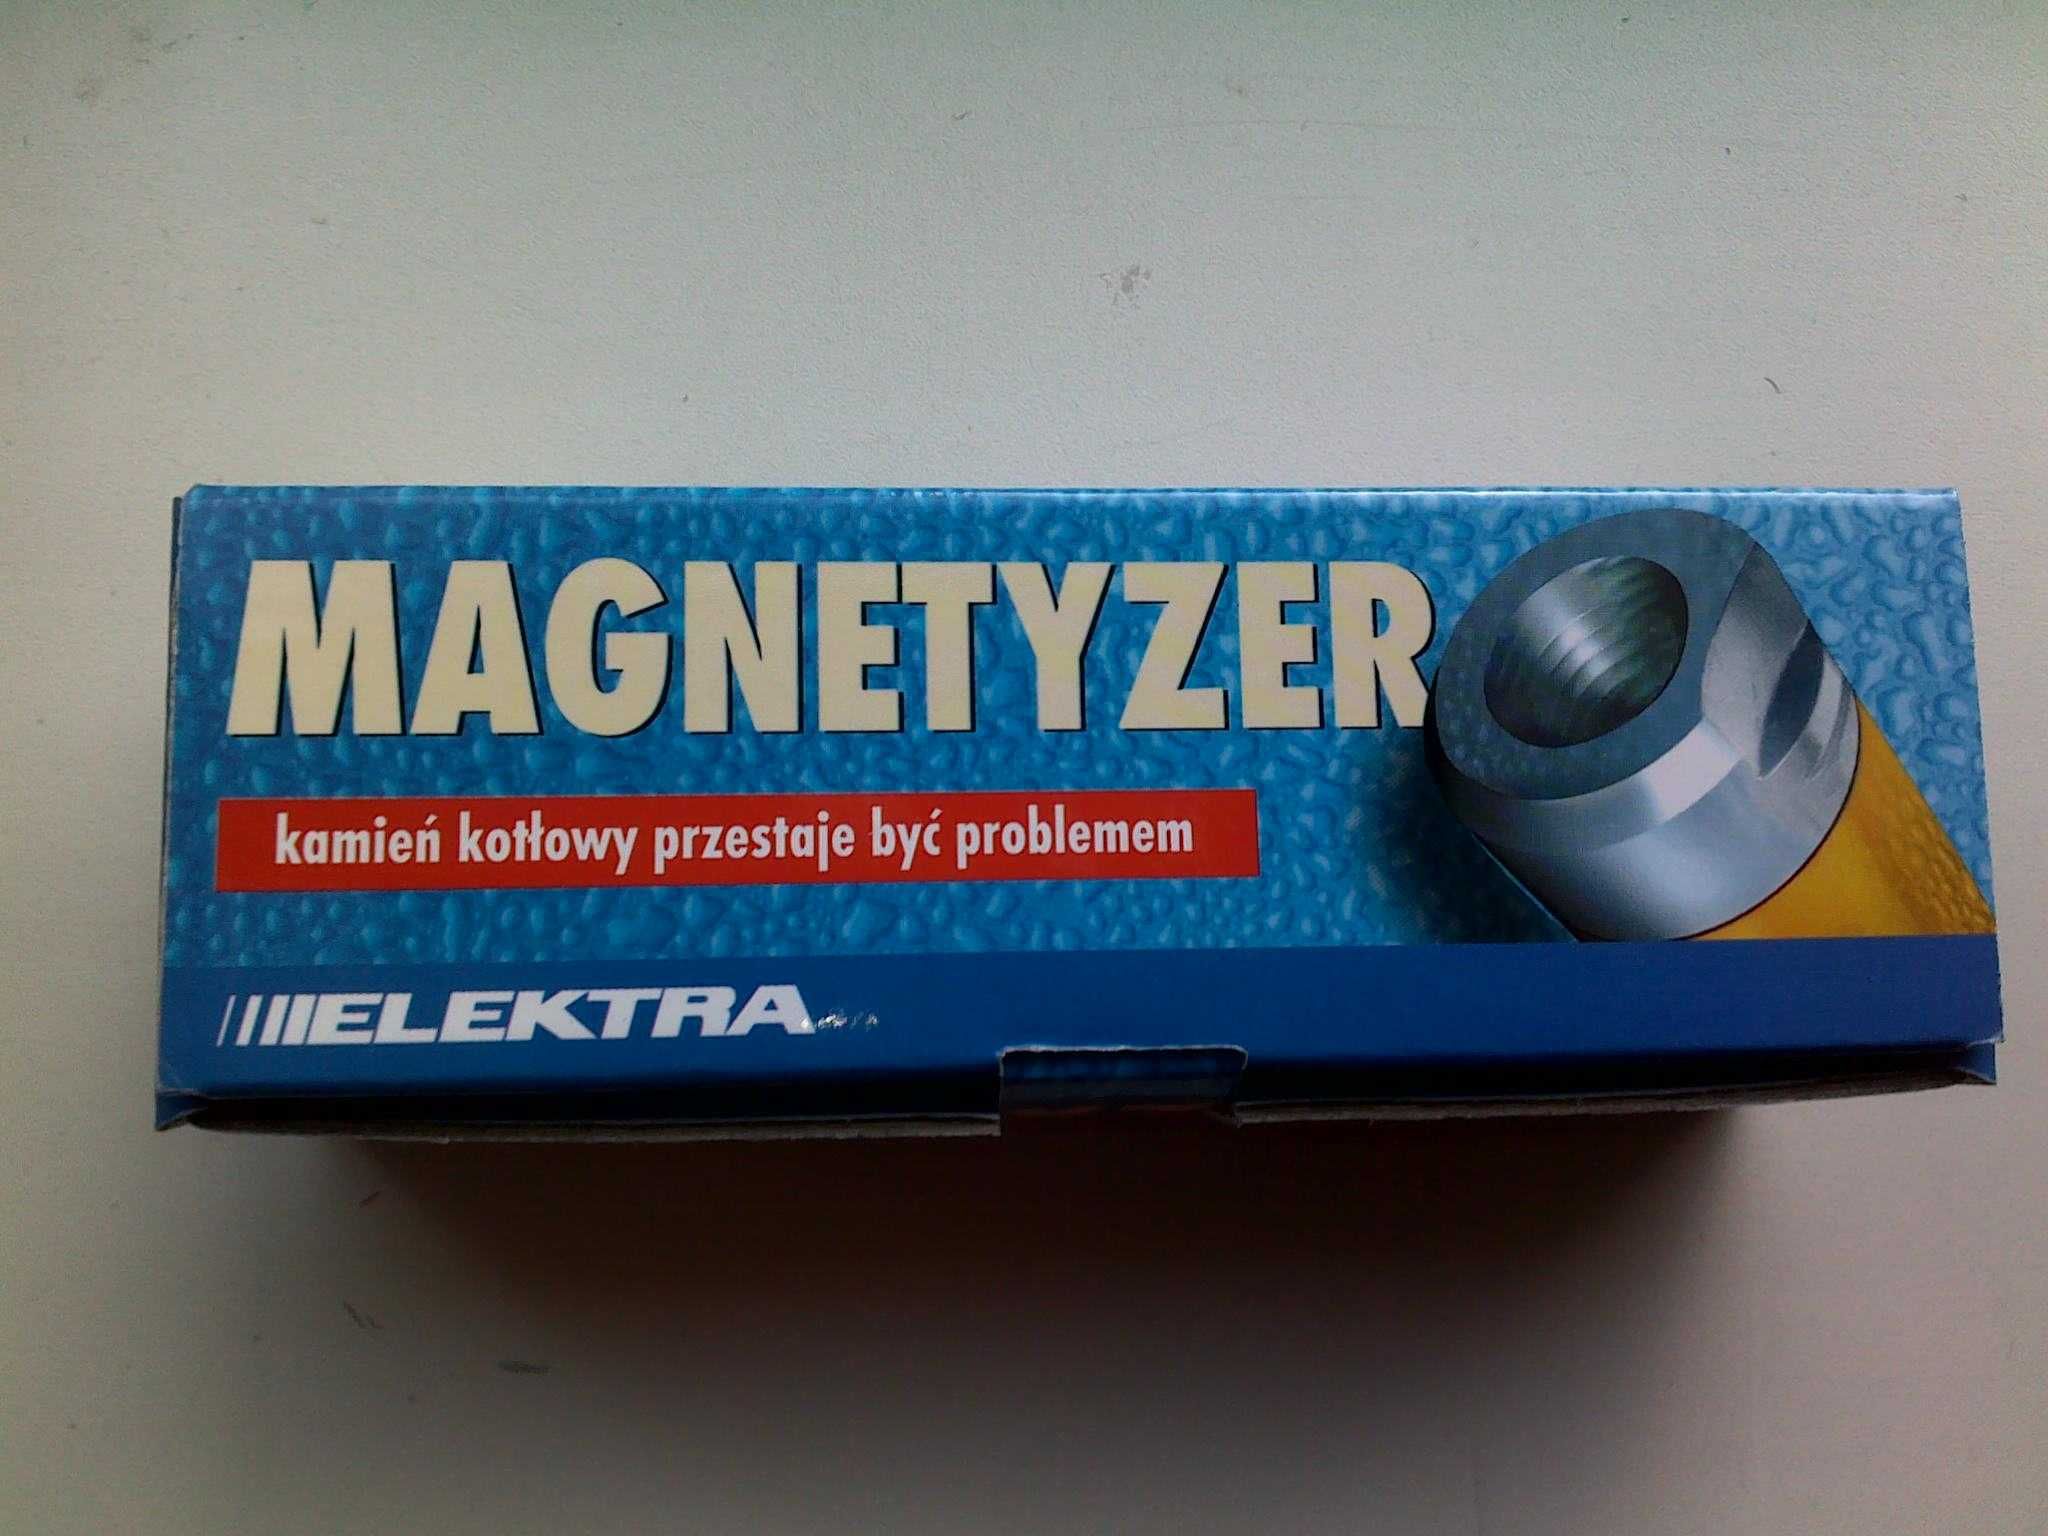 MAGNETYZER
kamień kotłowy przestaje być problemem
ELEKTRA